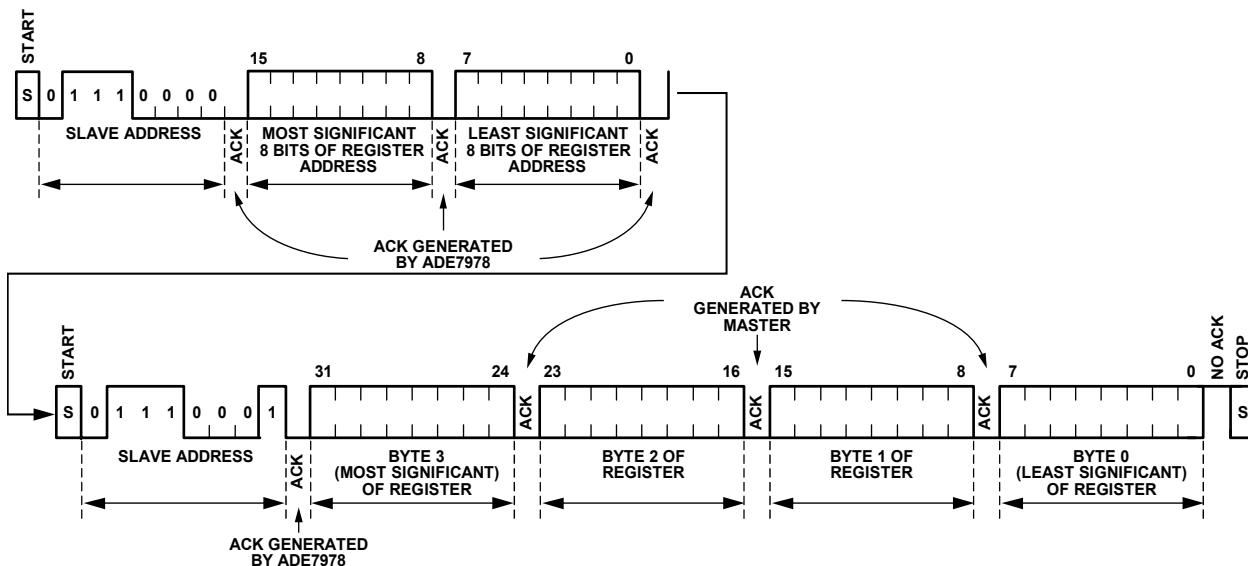 START
15 8 7 0
S 0 1 1 1 0 0 0 0
SLAVE ADDRESS
ACK
MOST SIGNIFICANT
8 BITS OF REGISTER
ADDRESS
ACK
LEAST SIGNIFICANT
8 BITS OF REGISTER
ADDRESS
ACK
ACK GENERATED
BY ADE7978
ACK
GENERATED BY
MASTER
START
31 24 23 16 15 8 7 0
NO ACK
STOP
S 0 1 1 1 0 0 0 1
ACK
ACK
ACK
S
SLAVE ADDRESS
ACK
BYTE 3
(MOST SIGNIFICANT)
OF REGISTER
BYTE 2 OF
REGISTER
BYTE 1 OF
REGISTER
BYTE 0
(LEAST SIGNIFICANT)
OF REGISTER
ACK GENERATED
BY ADE7978